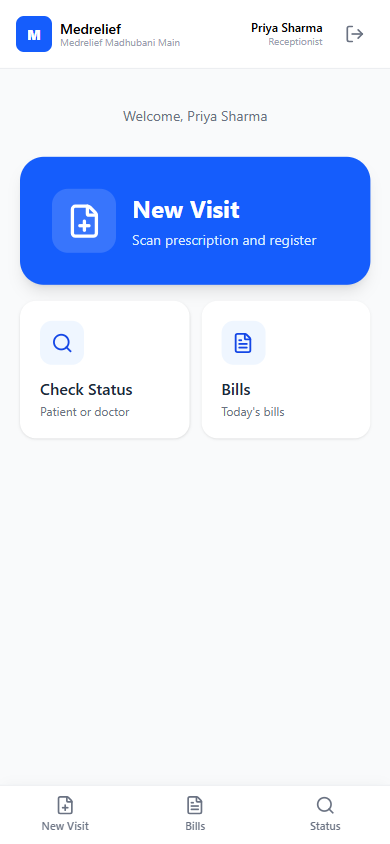 M
Medrelief
Medrelief Madhubani Main
Priya Sharma
Receptionist
Welcome, Priya Sharma
New Visit
Scan prescription and register
Check Status
Patient or doctor
Bills
Today's bills
New Visit
Bills
Status